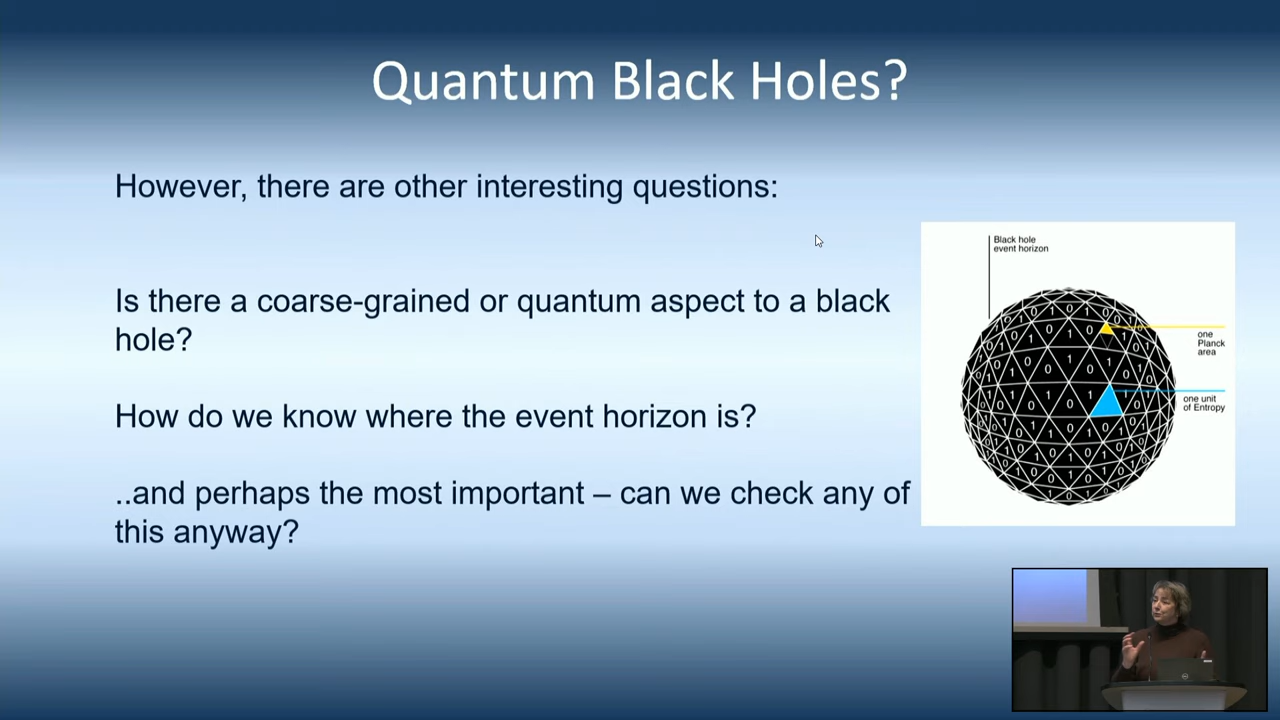 Quantum Black Holes?
However, there are other interesting questions:
Is there a coarse-grained or quantum aspect to a black
hole?
How do we know where the event horizon is?
..and perhaps the most important – can we check any of
this anyway?
Black hole
event horizon
one
Planck
area
one unit
of Entropy